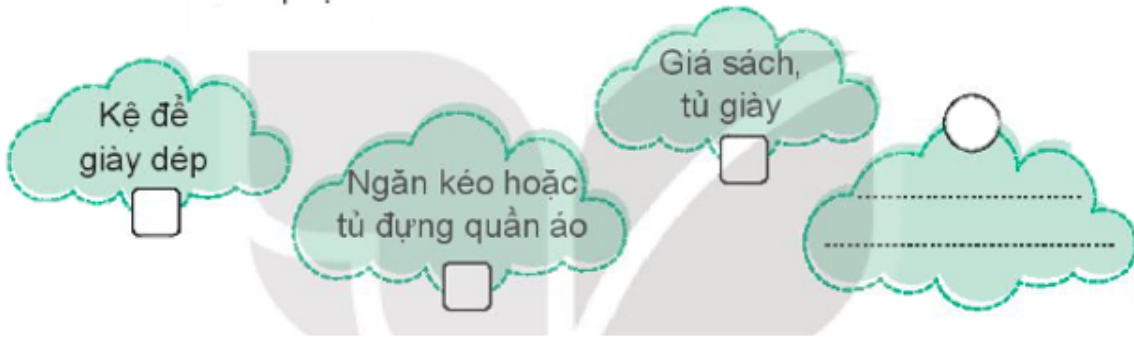 Kệ để
giày dép
Ngăn kéo hoặc
tủ đựng quần áo
Giá sách,
tủ giày